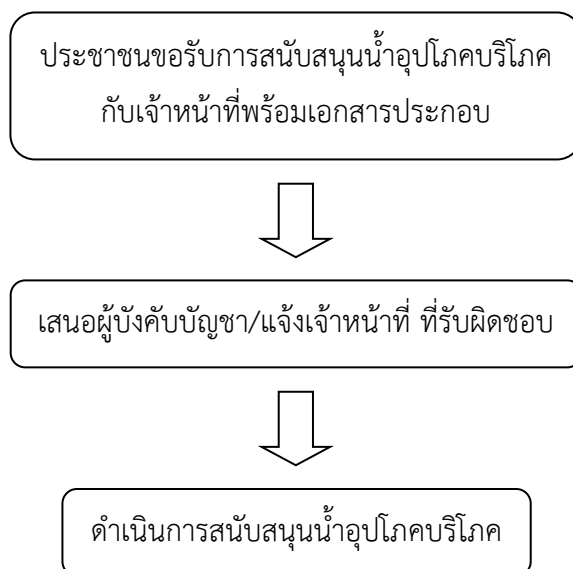 ประชาชนขอรับการสนับสนุนน้ำอุปโภคบริโภค
กับเจ้าหน้าที่พร้อมเอกสารประกอบ
เสนอผู้บังคับบัญชา/แจ้งเจ้าหน้าที่ ที่รับผิดชอบ
ดำเนินการสนับสนุนน้ำอุปโภคบริโภค